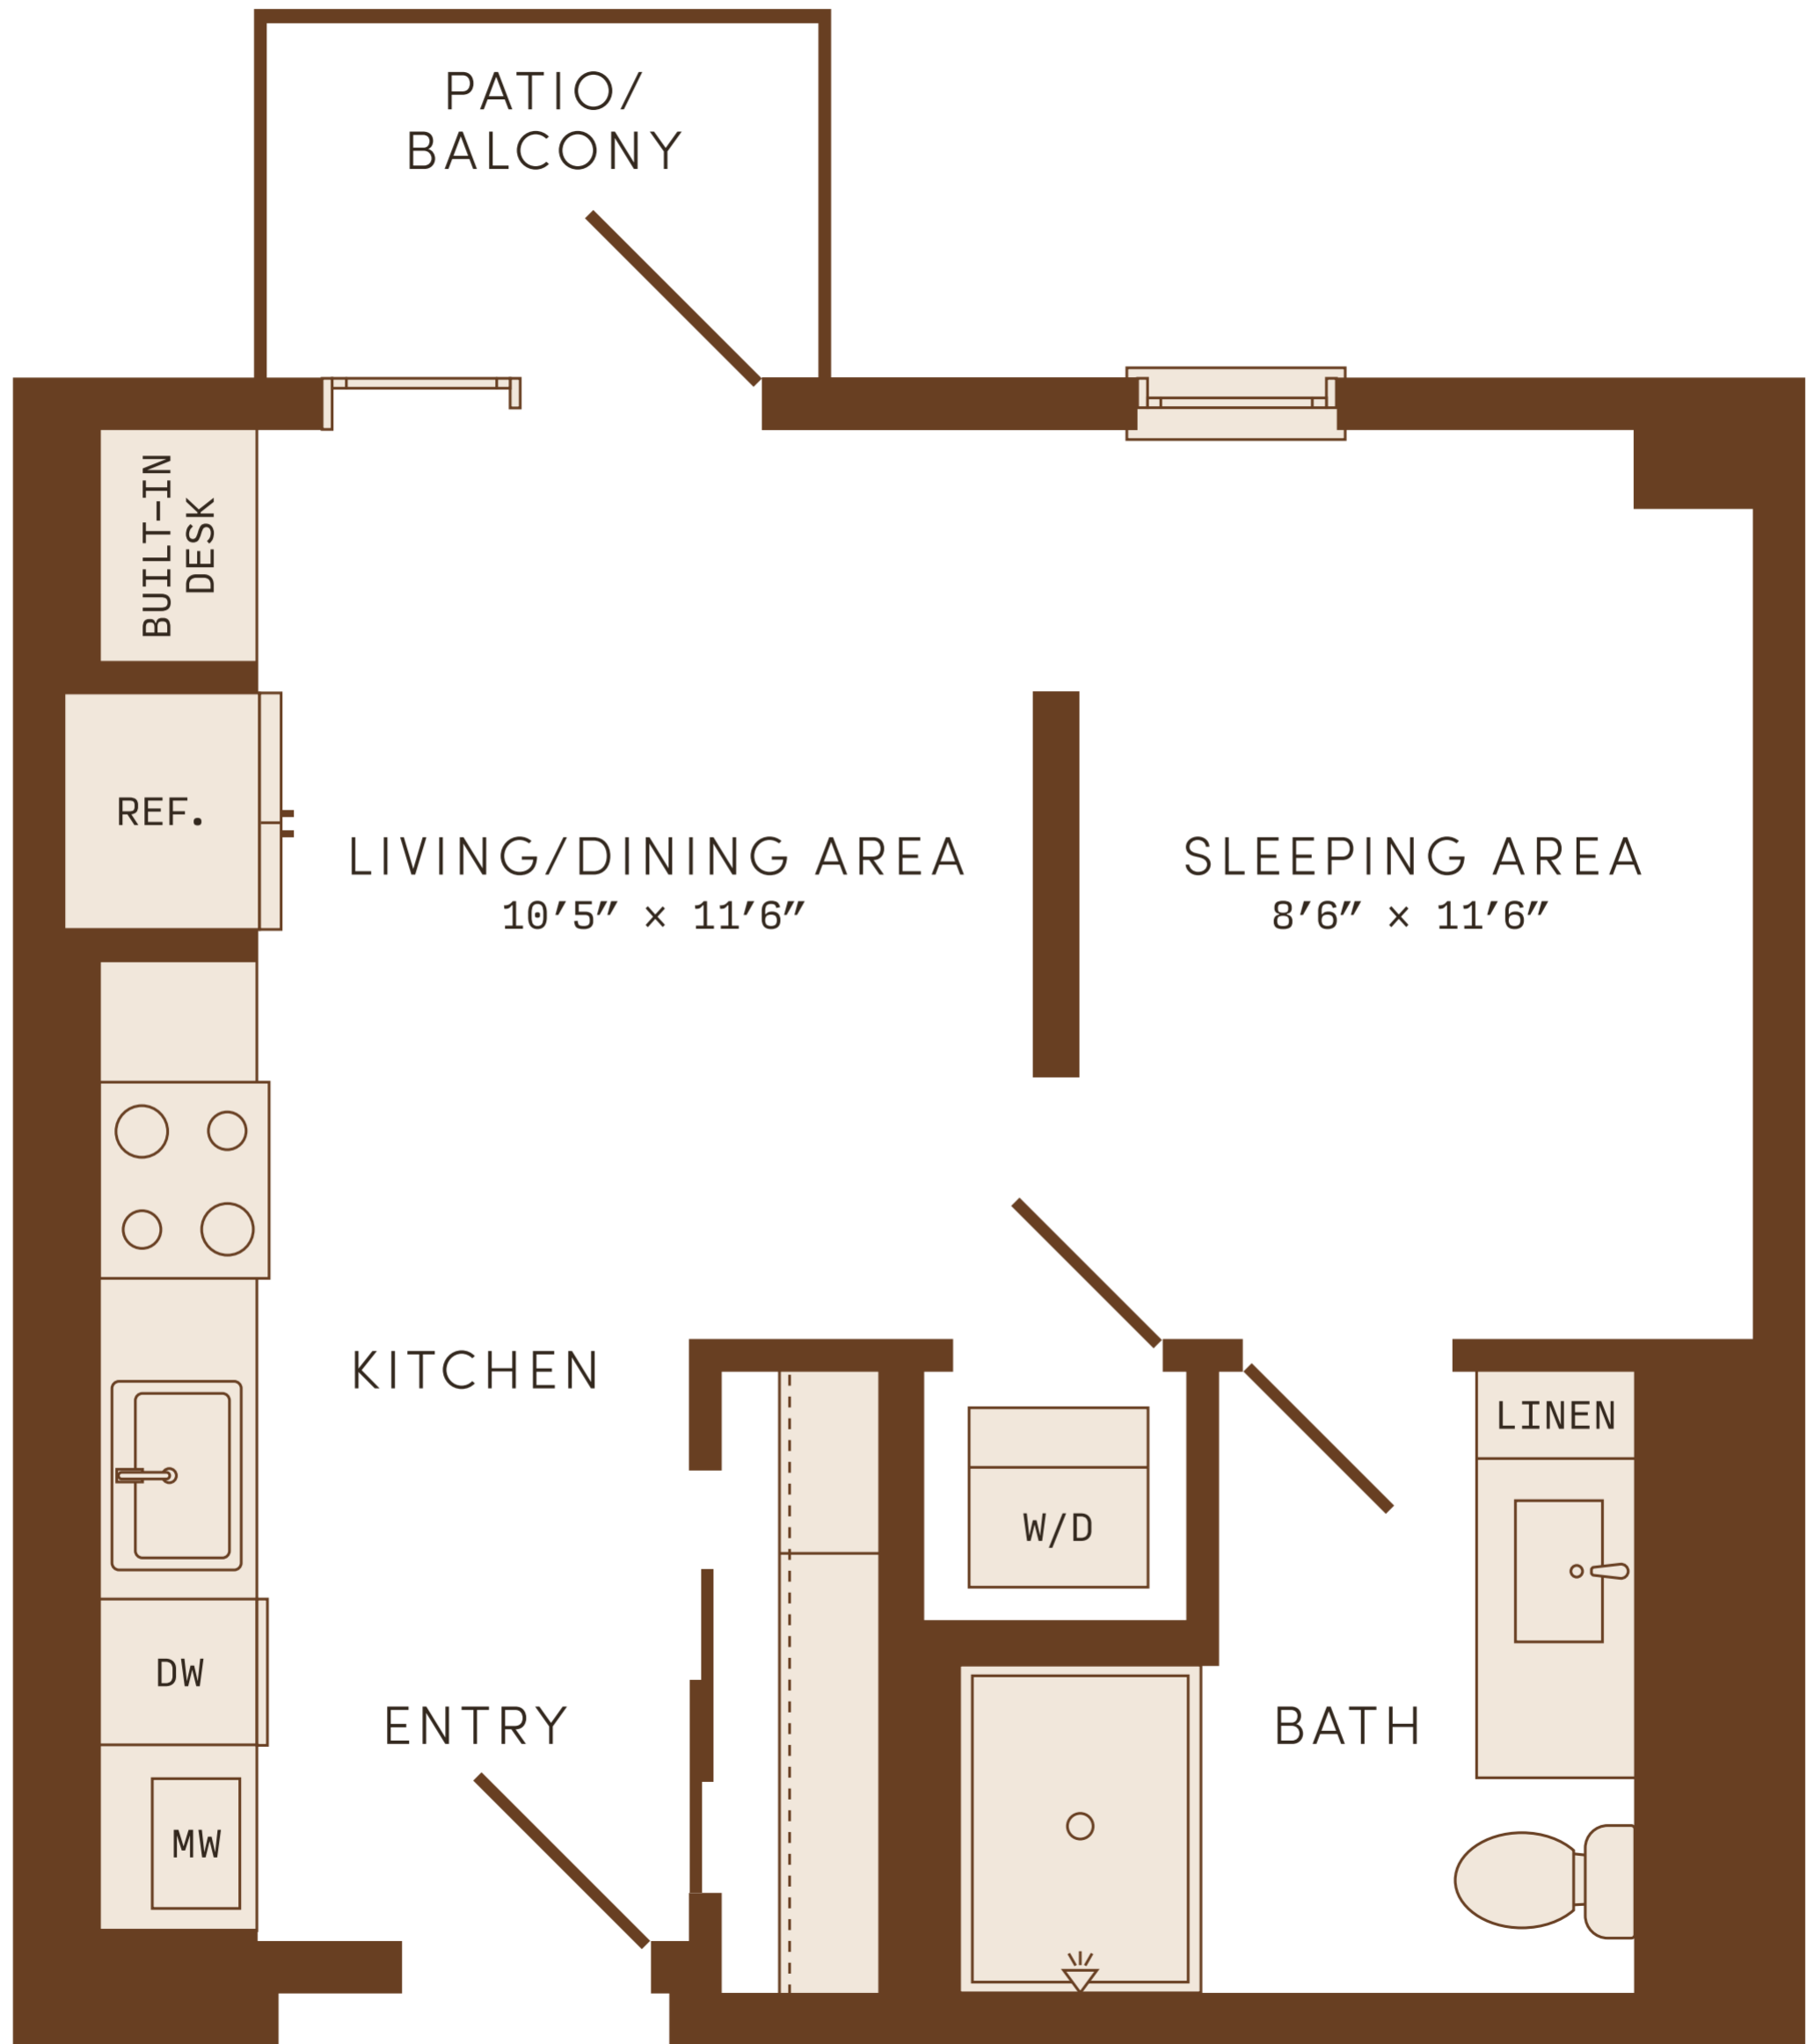 PATIO/
BALCONY
BUILT-IN
DESK
REF.
LIVING/DINING AREA
10′5″ × 11′6″
SLEEPING AREA
8′6″ × 11′6″
KITCHEN
LINEN
W/D
DW
ENTRY
BATH
MW